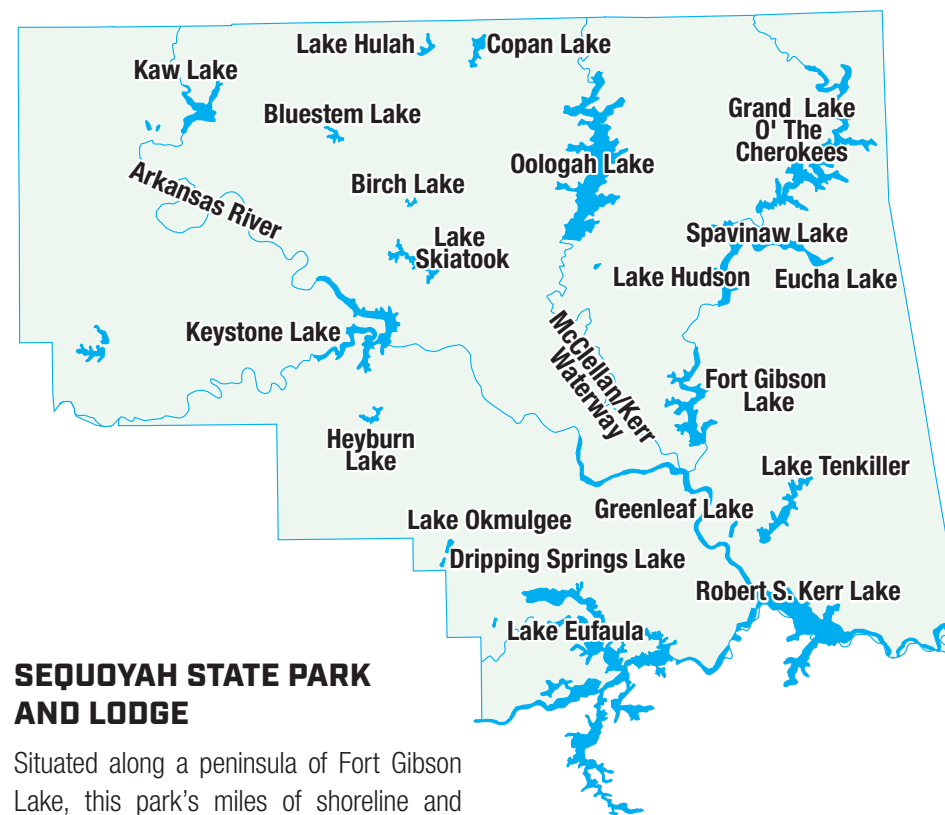 Lake Hulah
Copan Lake
Kaw Lake
Bluestem Lake
Grand Lake
O' The
Cherokees
Oologah Lake
Arkansas River
Birch Lake
Lake
Skiatook
Spavinaw Lake
Lake Hudson
Eucha Lake
Keystone Lake
McClellan/Kerr
Waterway
Fort Gibson
Lake
Heyburn
Lake
Lake Tenkiller
Greenleaf Lake
Lake Okmulgee
Dripping Springs Lake
Robert S. Kerr Lake
Lake Eufaula
SEQUOYAH STATE PARK
AND LODGE
Situated along a peninsula of Fort Gibson
Lake, this park’s miles of shoreline and